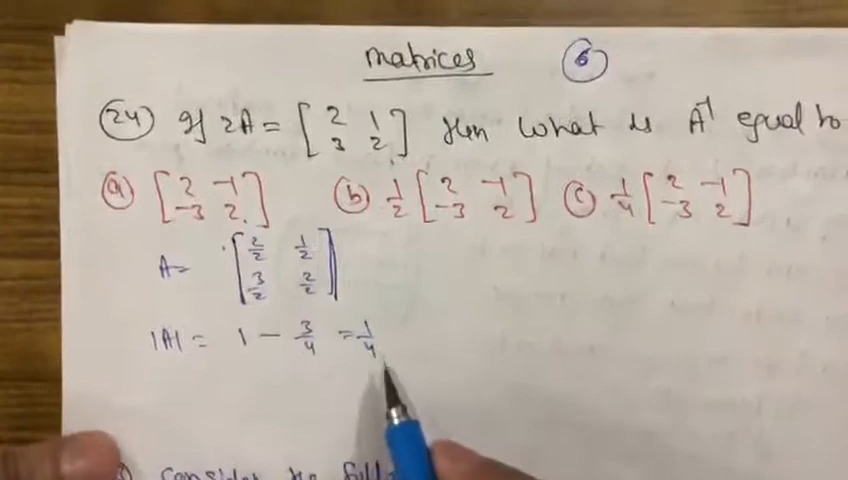 matrices 6
24 If 2A = [2 1 3 2] then what is A⁻¹ equal to
a [2 -1 -3 2] b 1/2 [2 -1 -3 2] c 1/4 [2 -1 -3 2]
A = [2/2 1/2 3/2 2/2]
|A| = 1 - 3/4 = 1/4
Consider